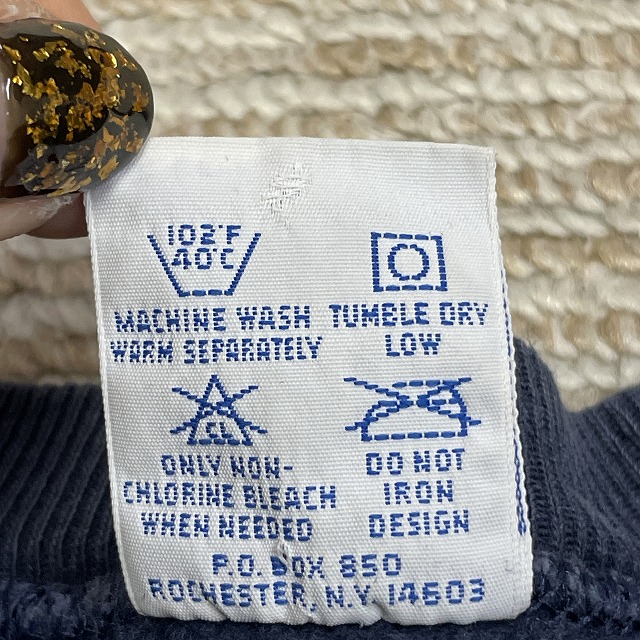 102°F
40°C
MACHINE WASH
WARM SEPARATELY
TUMBLE DRY
LOW
CL
ONLY NON-
CHLORINE BLEACH
WHEN NEEDED
DO NOT
IRON
DESIGN
P.O. BOX 850
ROCHESTER, N.Y 14603